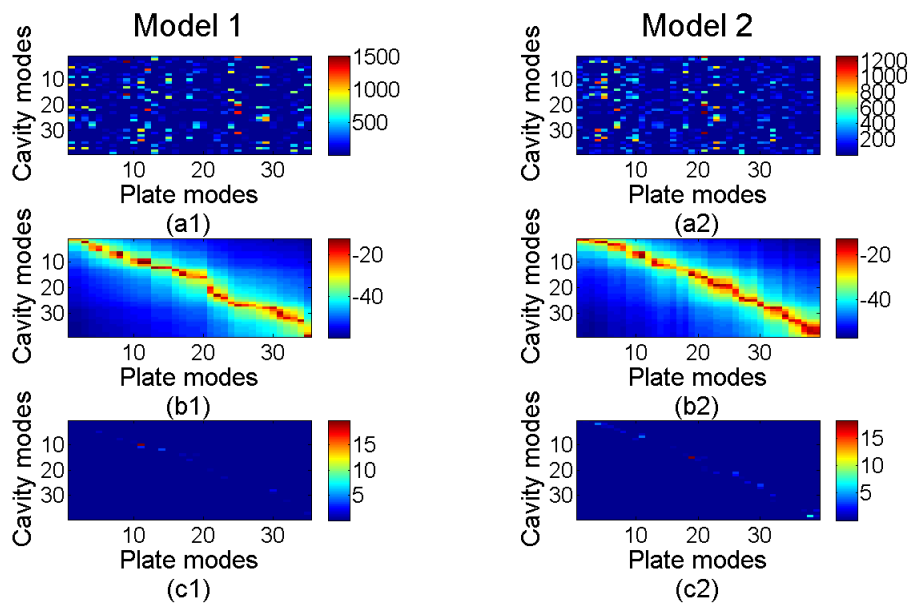 Model 1
Model 2
Cavity modes
10
20
30
10 20 30
Plate modes
(a1)
1500
1000
500
Cavity modes
10
20
30
10 20 30
Plate modes
(a2)
1200
1000
800
600
400
200
Cavity modes
10
20
30
10 20 30
Plate modes
(b1)
-20
-40
Cavity modes
10
20
30
10 20 30
Plate modes
(b2)
-20
-40
Cavity modes
10
20
30
10 20 30
Plate modes
(c1)
15
10
5
Cavity modes
10
20
30
10 20 30
Plate modes
(c2)
15
10
5